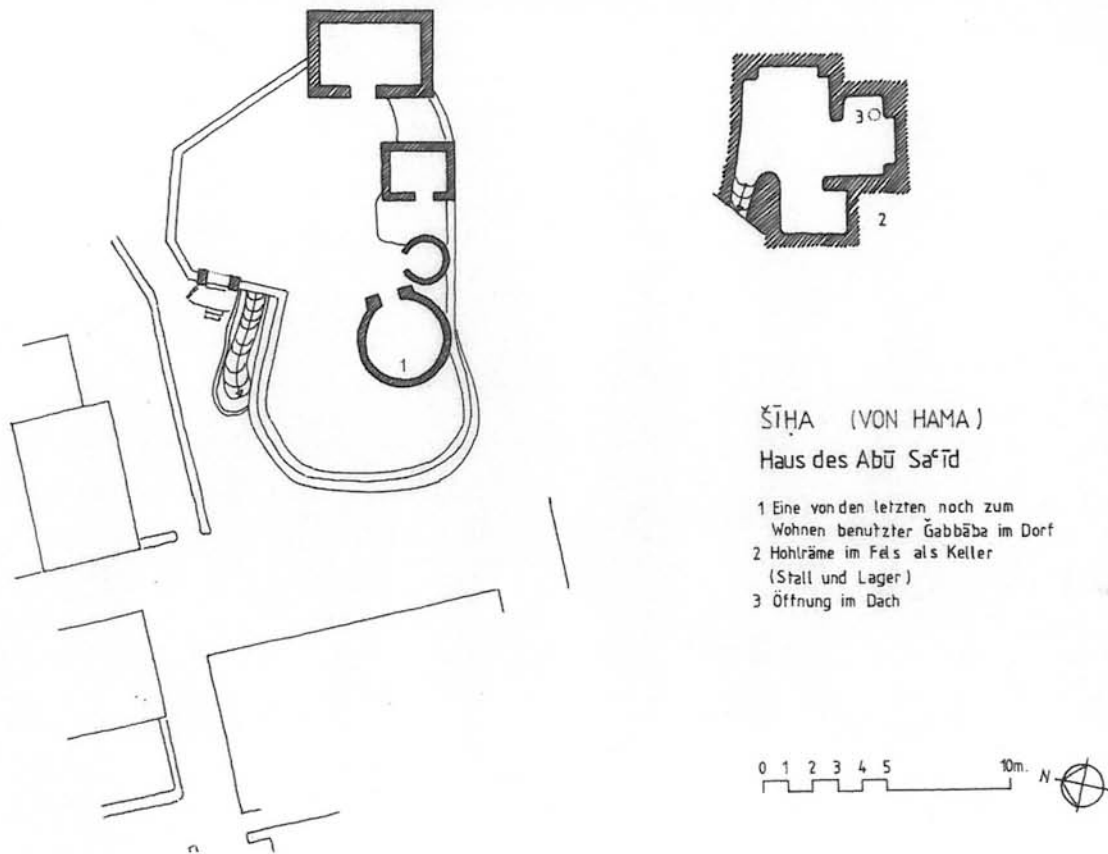 1
3
2
ŠĪḤA (VON HAMA)
Haus des Abū Saʿīd
1 Eine von den letzten noch zum
Wohnen benutzter Ǧabbāba im Dorf
2 Hohlräme im Fels als Keller
(Stall und Lager)
3 Öffnung im Dach
0 1 2 3 4 5 10m. N